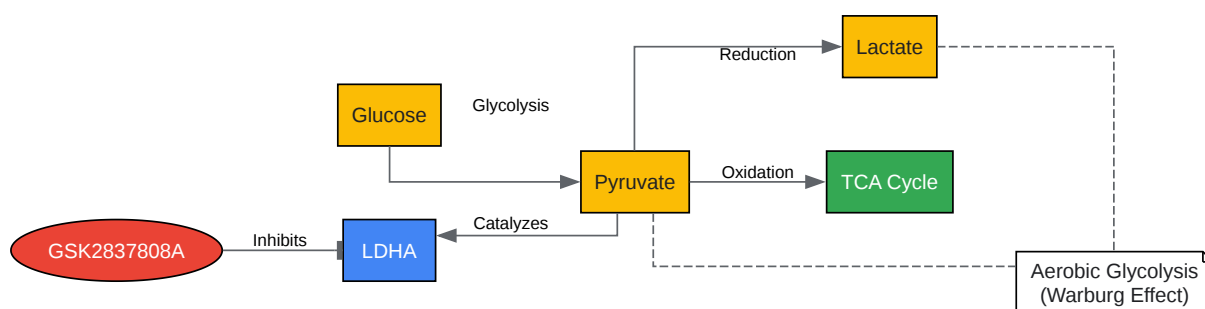 Lactate
Reduction
Glucose
Glycolysis
Pyruvate
Oxidation
TCA Cycle
Catalyzes
GSK2837808A
Inhibits
LDHA
Aerobic Glycolysis
(Warburg Effect)